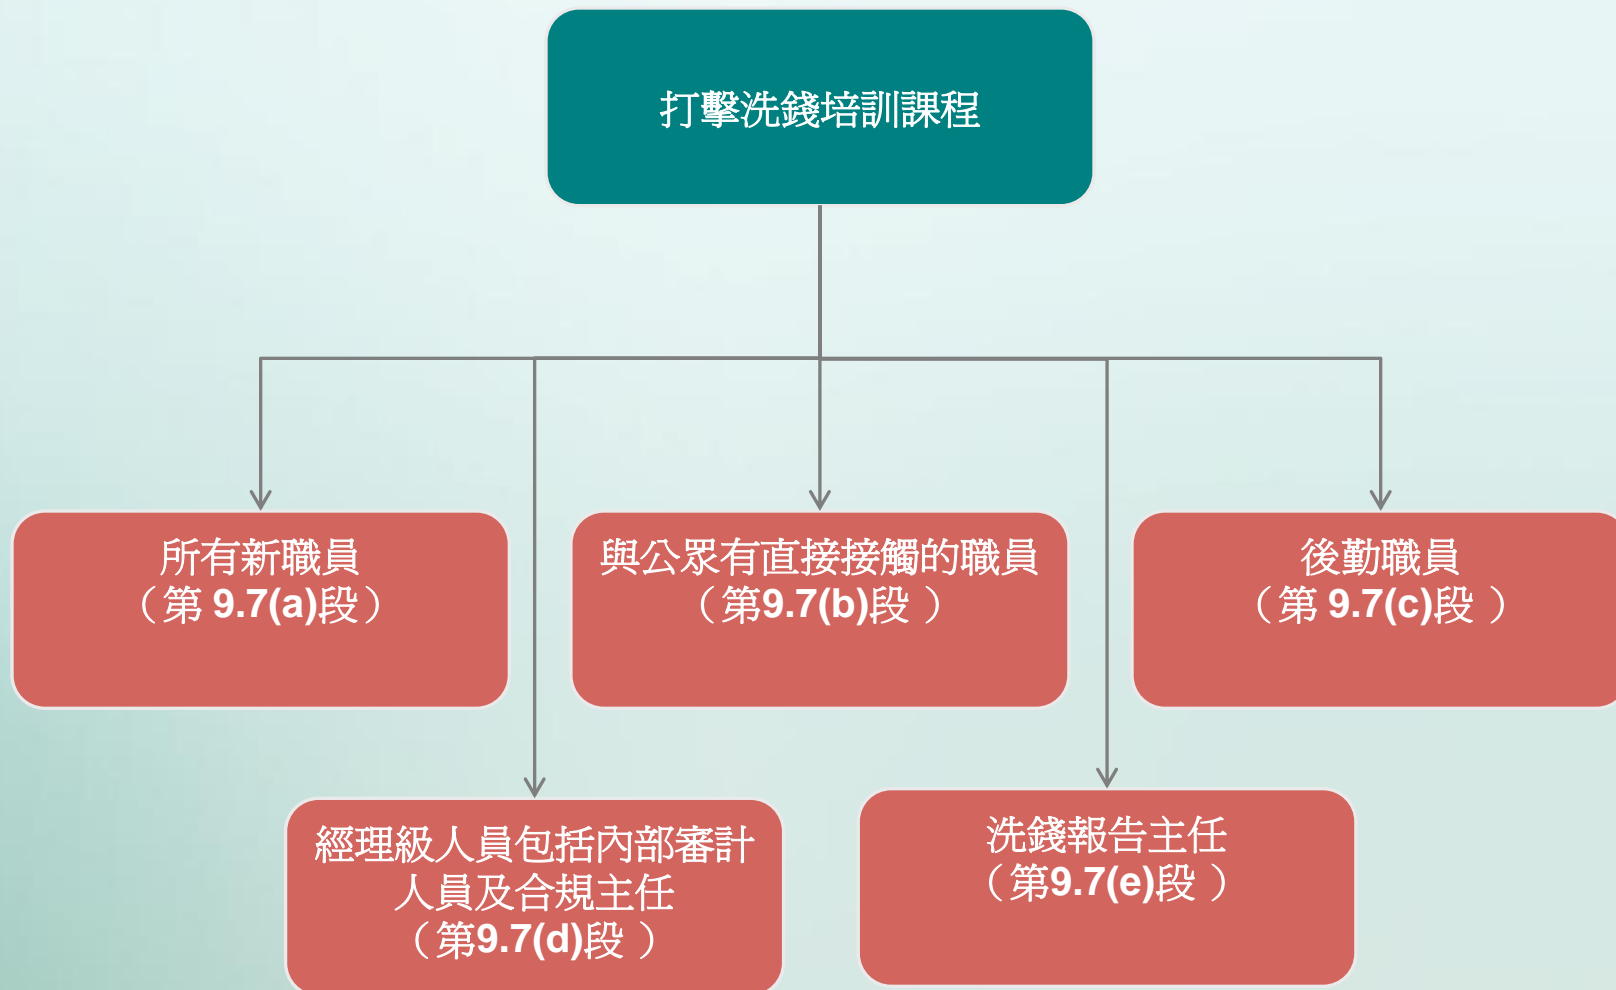 打擊洗錢培訓課程
所有新職員
（第 9.7(a)段）
與公眾有直接接觸的職員
（第9.7(b)段 ）
後勤職員
（第 9.7(c)段 ）
經理級人員包括內部審計
人員及合規主任
（第9.7(d)段 ）
洗錢報告主任
（第9.7(e)段 ）